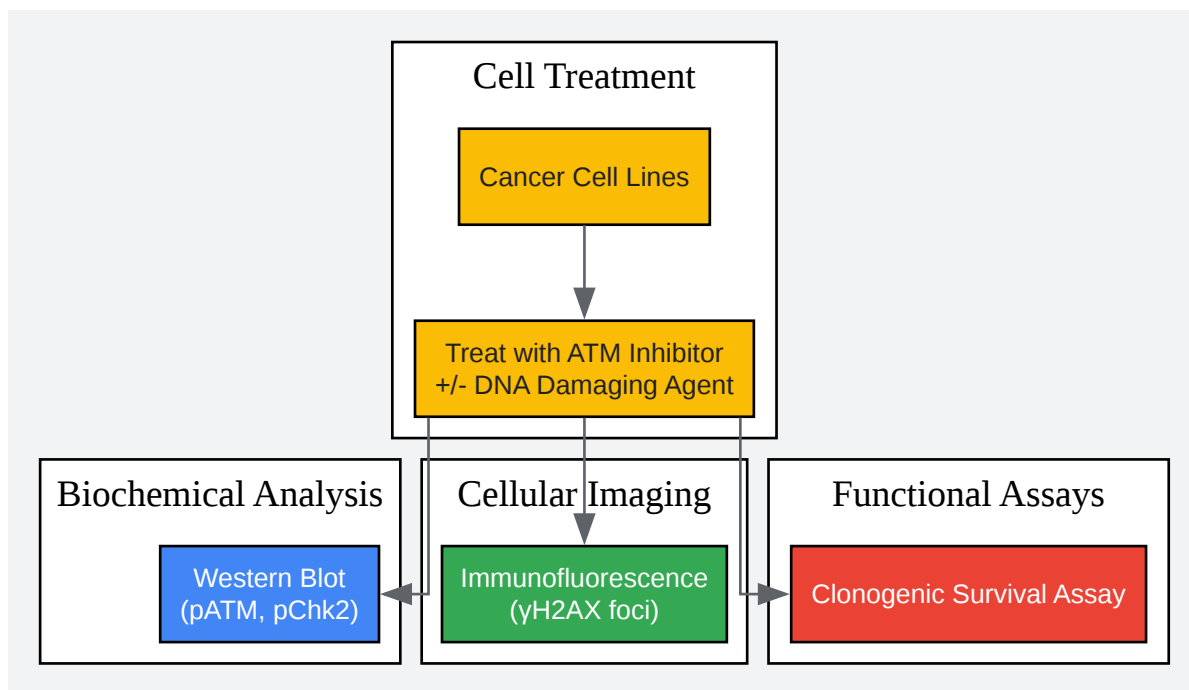 Cell Treatment
Cancer Cell Lines
Treat with ATM Inhibitor
+/- DNA Damaging Agent
Biochemical Analysis
Western Blot
(pATM, pChk2)
Cellular Imaging
Immunofluorescence
(γH2AX foci)
Functional Assays
Clonogenic Survival Assay